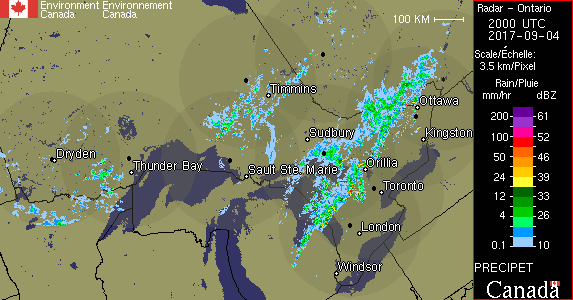 Environment Environnement
Canada Canada
100 KM
Timmins
Ottawa
Sudbury
Kingston
Dryden
Thunder Bay
Sault Ste. Marie
Orillia
Toronto
London
Windsor
Radar - Ontario
2000 UTC
2017-09-04
Scale/Échelle:
3.5 km/Pixel
Rain/Pluie
mm/hr dBZ
200 61
100 52
50 46
24 39
12 33
4 26
0.1 10
PRECIPET
Canada